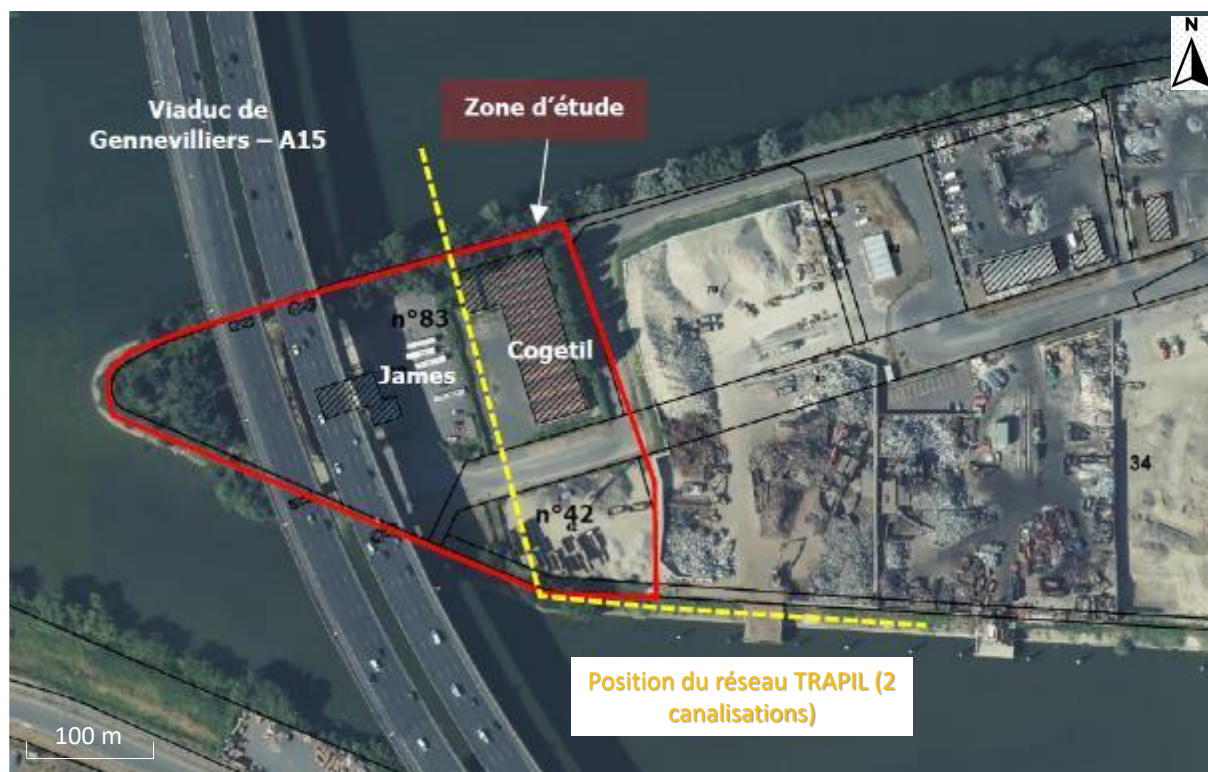 N
Viaduc de
Gennevilliers – A15
Zone d'étude
n°83
Cogetil
James
n°42
34
Position du réseau TRAPIL (2
canalisations)
100 m